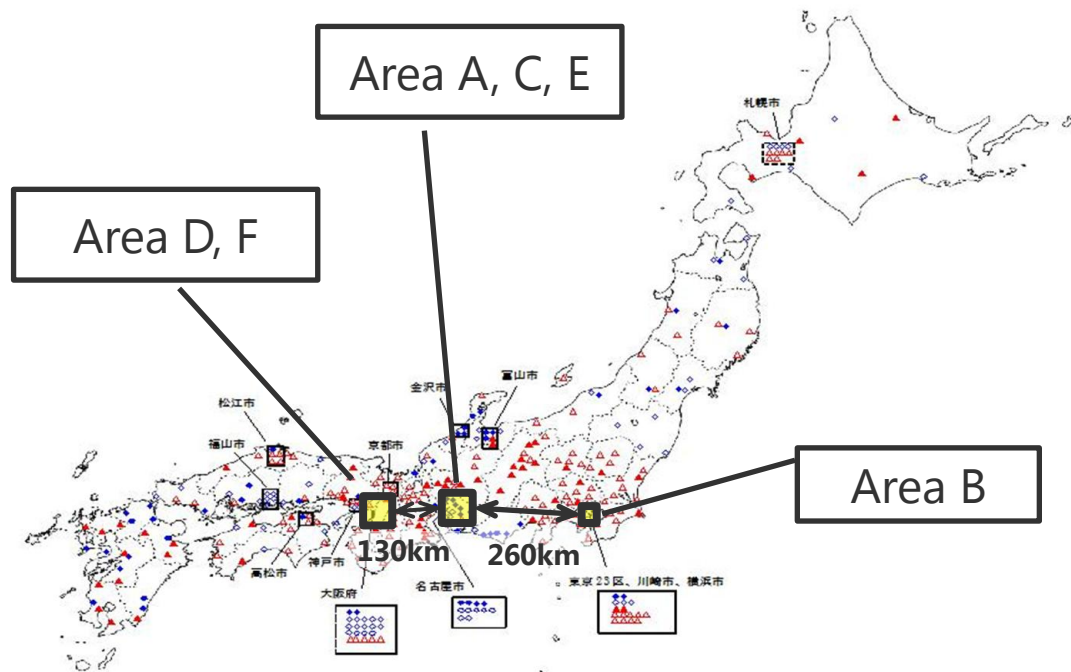 Area A, C, E
札幌市
Area D, F
金沢市
富山市
松江市
福山市
京都市
Area B
130km
260km
神戸市
高松市
大阪府
名古屋市
東京23区、川崎市、横浜市